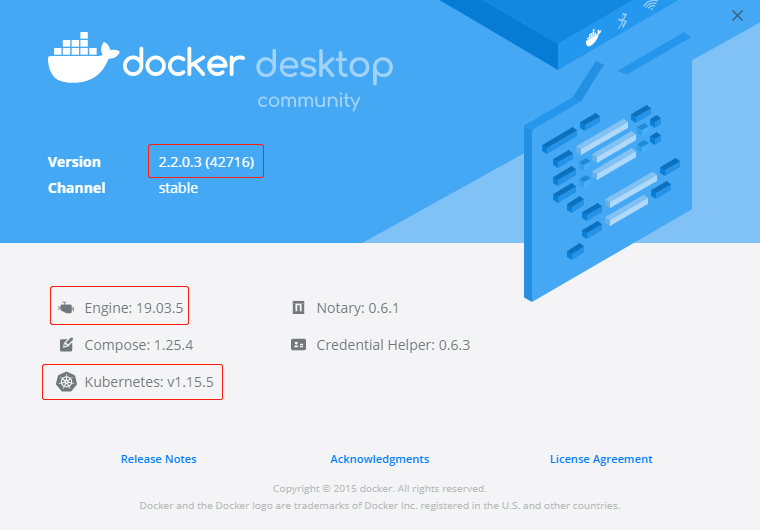 docker desktop
community
Version 2.2.0.3 (42716)
Channel stable
Engine: 19.03.5 Notary: 0.6.1
Compose: 1.25.4 Credential Helper: 0.6.3
Kubernetes: v1.15.5
Release Notes Acknowledgments License Agreement
Copyright © 2015 docker. All rights reserved.
Docker and the Docker logo are trademarks of Docker Inc. registered in the U.S. and other countries.